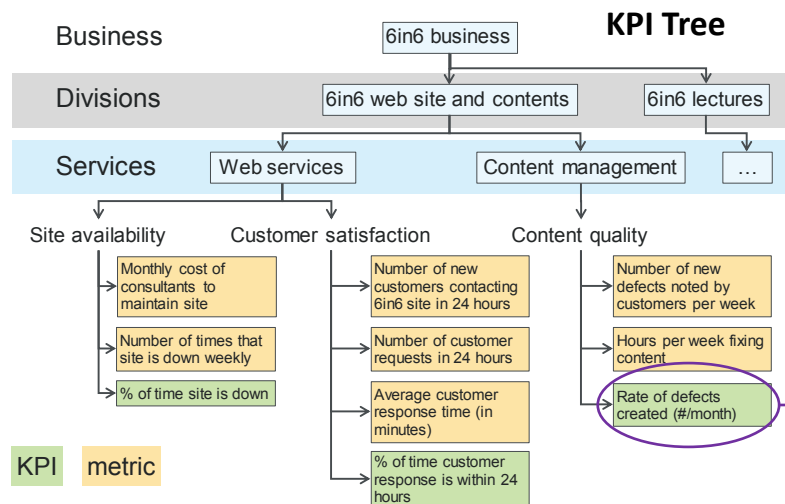 KPI Tree
Business
6in6 business
Divisions
6in6 web site and contents
6in6 lectures
Services
Web services
Content management
...
Site availability
Customer satisfaction
Content quality
Monthly cost of
consultants to
maintain site
Number of times that
site is down weekly
% of time site is down
Number of new
customers contacting
6in6 site in 24 hours
Number of customer
requests in 24 hours
Average customer
response time (in
minutes)
% of time customer
response is within 24
hours
Number of new
defects noted by
customers per week
Hours per week fixing
content
Rate of defects
created (#/month)
KPI
metric